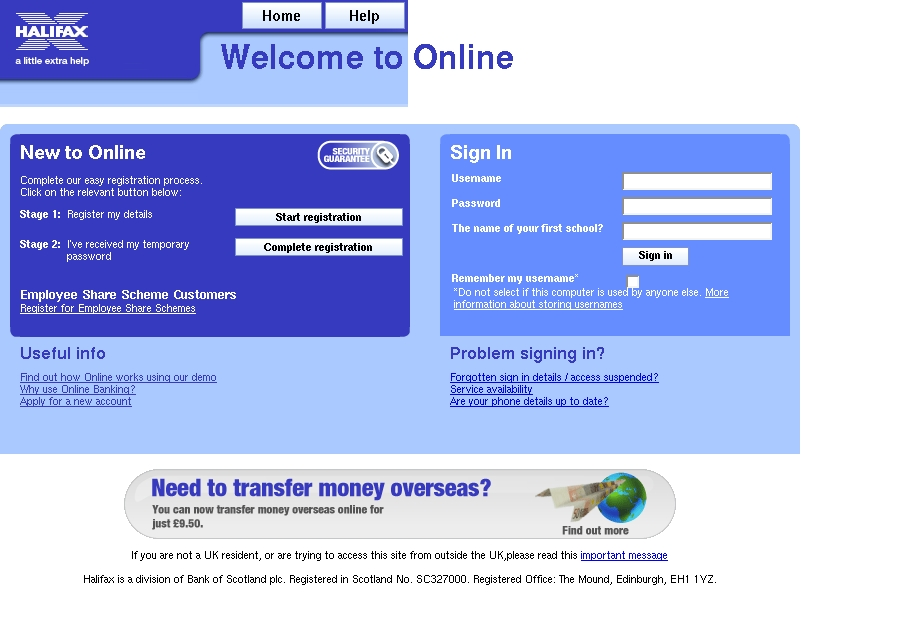 Home Help
HALIFAX
a little extra help
Welcome to Online
New to Online
SECURITY
GUARANTEE
Complete our easy registration process.
Click on the relevant button below:
Stage 1: Register my details
Start registration
Stage 2: I've received my temporary
password
Complete registration
Employee Share Scheme Customers
Register for Employee Share Schemes
Sign In
Username
Password
The name of your first school?
Sign in
Remember my username*
*Do not select if this computer is used by anyone else. More
information about storing usernames
Useful info
Find out how Online works using our demo
Why use Online Banking?
Apply for a new account
Problem signing in?
Forgotten sign in details / access suspended?
Service availability
Are your phone details up to date?
Need to transfer money overseas?
You can now transfer money overseas online for
just £9.50.
Find out more
If you are not a UK resident, or are trying to access this site from outside the UK,please read this important message
Halifax is a division of Bank of Scotland plc. Registered in Scotland No. SC327000. Registered Office: The Mound, Edinburgh, EH1 1YZ.